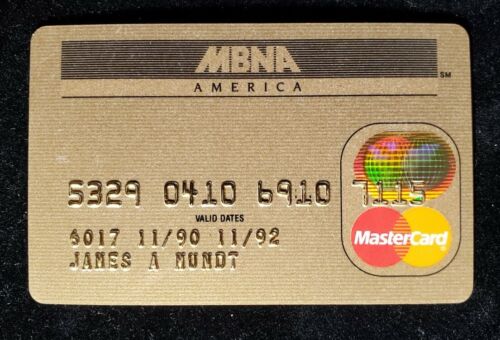 MBNA
SM
AMERICA
5329 0410 6910 7115
VALID DATES
6017 11/90 11/92
JAMES A MUNDT
MasterCard